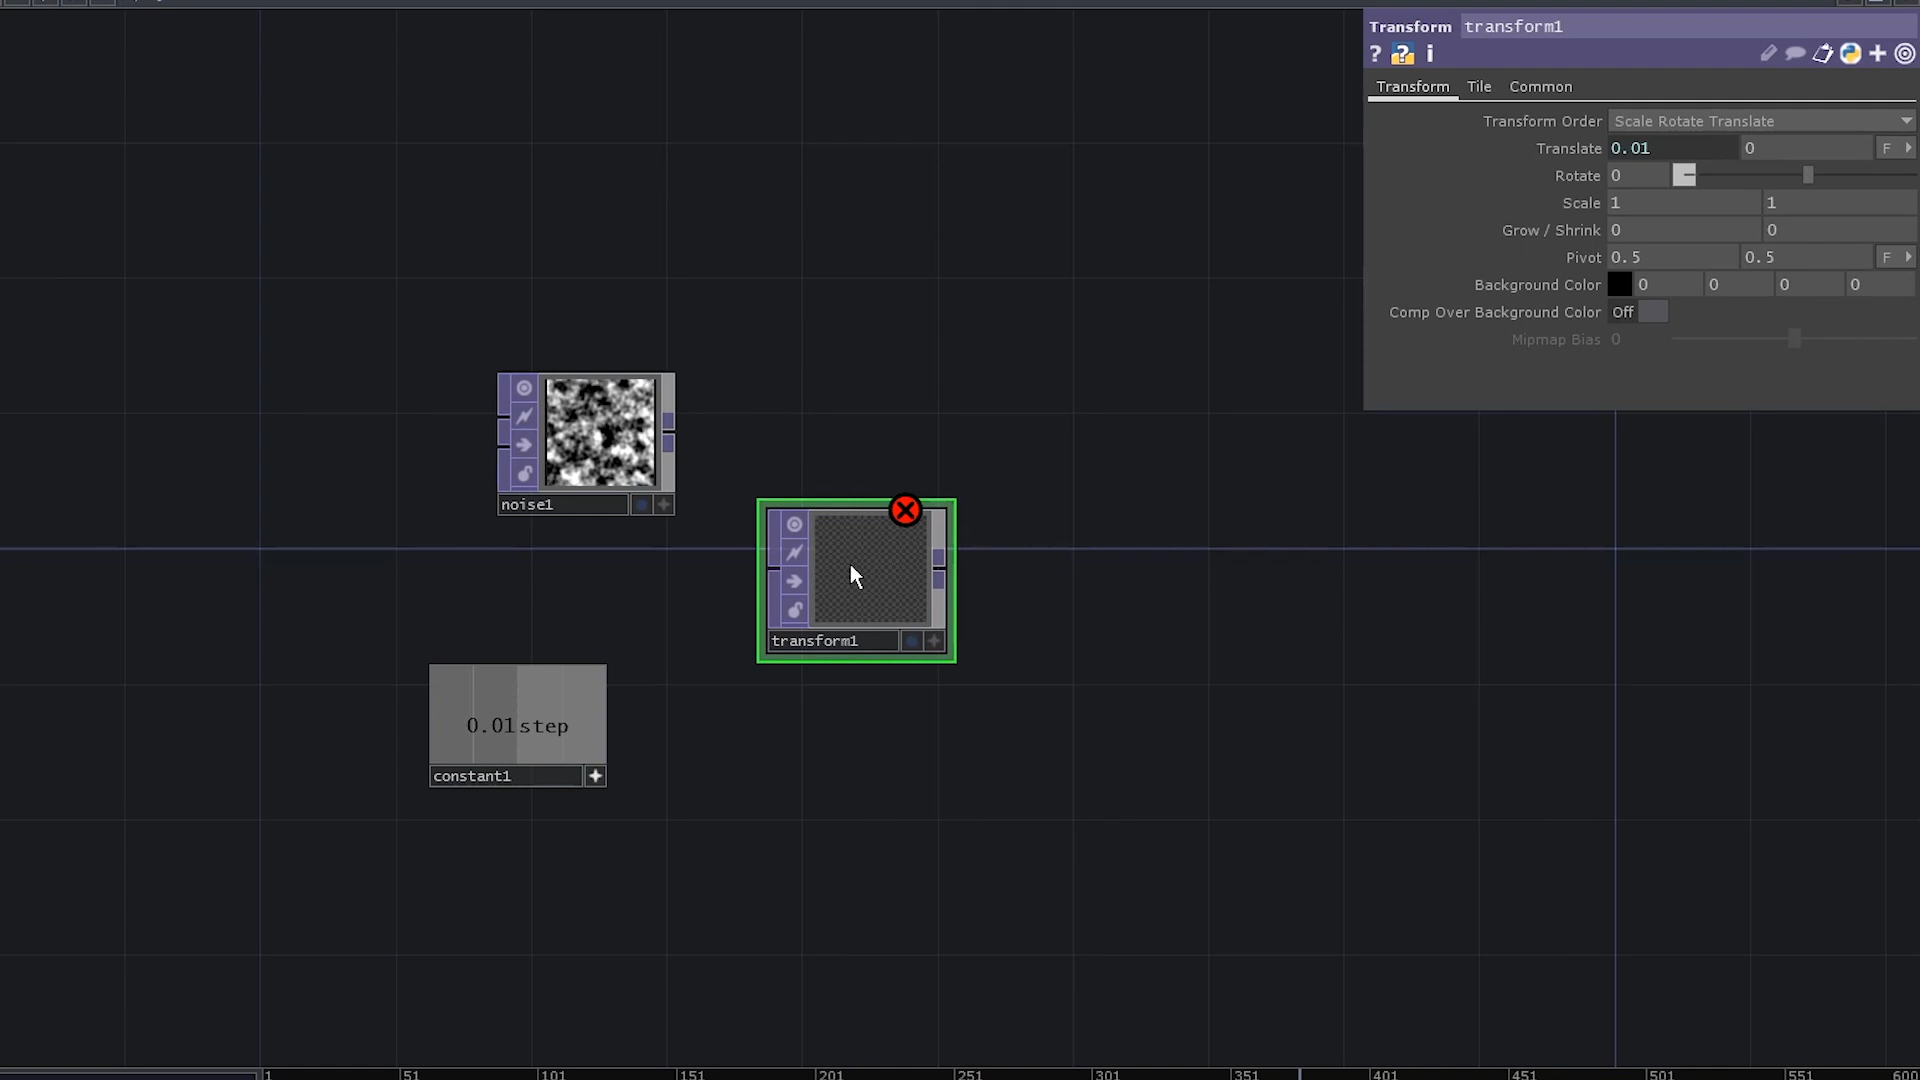 Transform transform1
? ? i
Transform Tile Common
Transform Order Scale Rotate Translate
Translate 0.01 0 F
Rotate 0
Scale 1 1
Grow / Shrink 0 0
Pivot 0.5 0.5 F
Background Color 0 0 0 0
Comp Over Background Color Off
Mipmap Bias 0
noise1
transform1
0.01 step
constant1
1 51 101 151 201 251 301 351 401 451 501 551 600